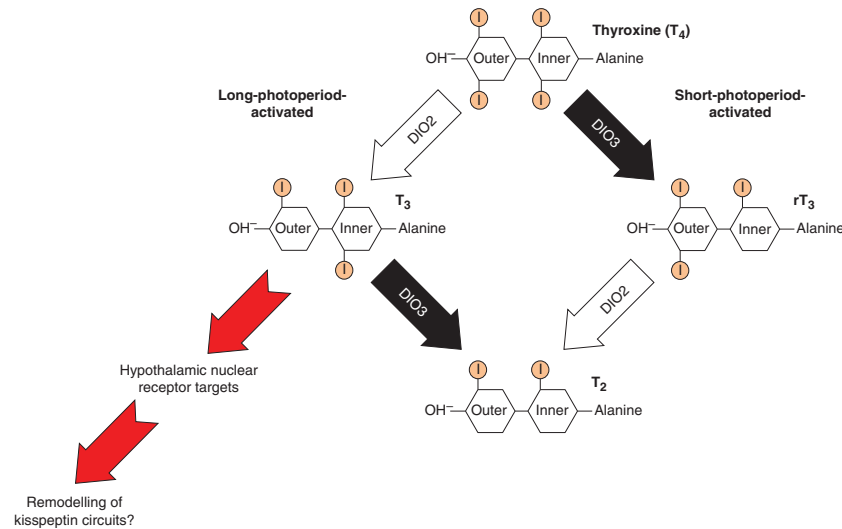 I I
Thyroxine (T4)
OH– Outer Inner Alanine
I I
Long-photoperiod-
activated
Short-photoperiod-
activated
DIO2
DIO3
I I
T3
OH– Outer Inner Alanine
I
I I
rT3
OH– Outer Inner Alanine
I
DIO3
DIO2
Hypothalamic nuclear
receptor targets
I I
T2
OH– Outer Inner Alanine
Remodelling of
kisspeptin circuits?